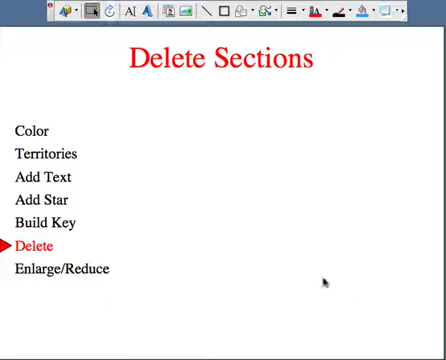 Delete Sections
Color
Territories
Add Text
Add Star
Build Key
Delete
Enlarge/Reduce